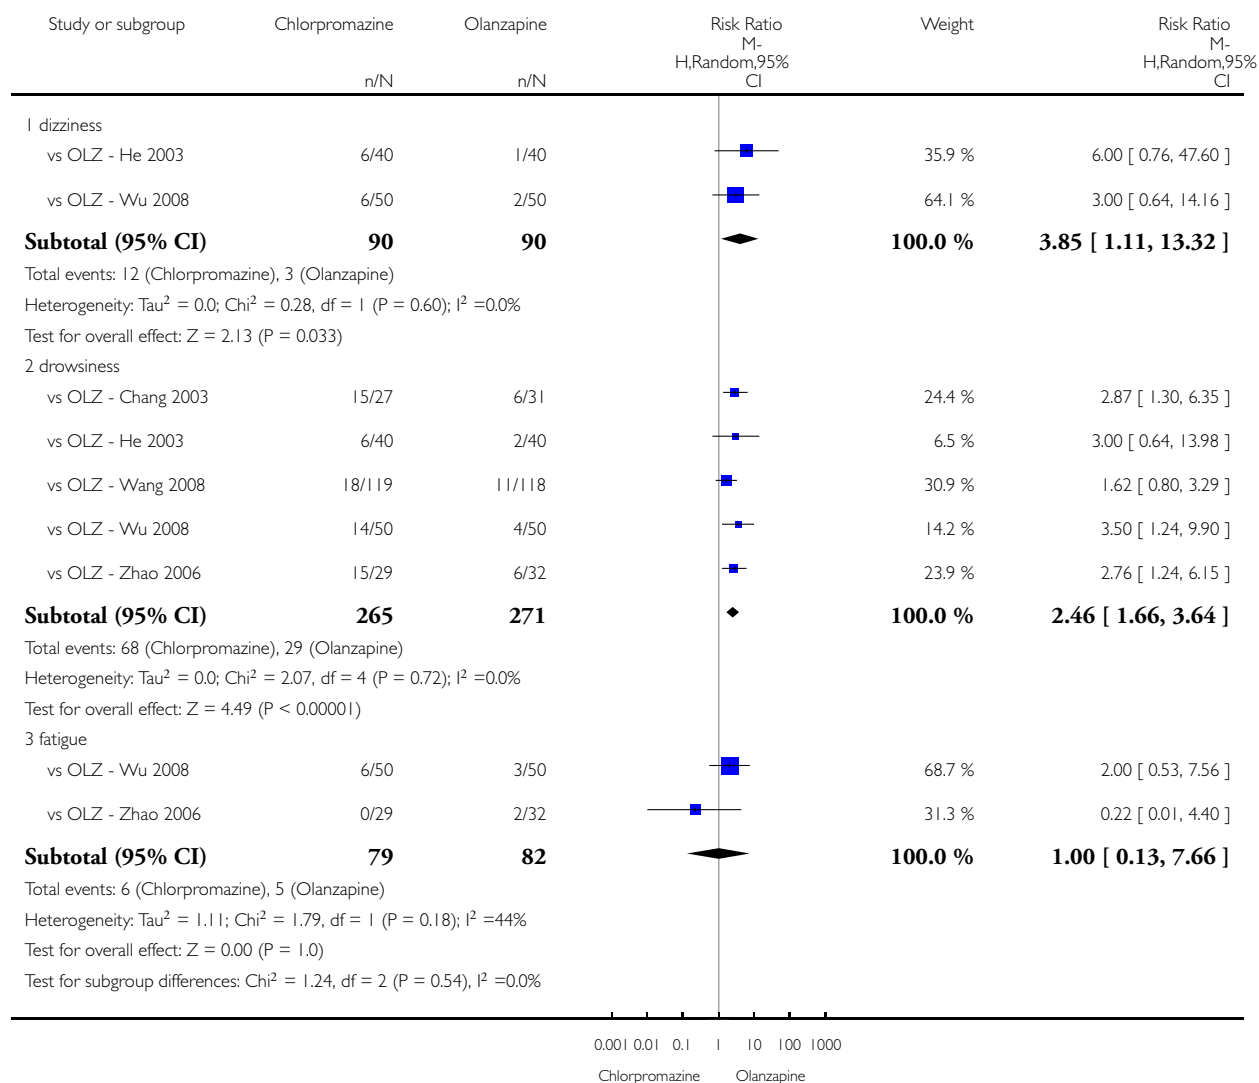 Study or subgroup Chlorpromazine Olanzapine Risk Ratio Weight Risk Ratio
M- M-
H,Random,95% H,Random,95%
n/N n/N CI CI
1 dizziness
vs OLZ - He 2003 6/40 1/40 35.9 % 6.00 [ 0.76, 47.60 ]
vs OLZ - Wu 2008 6/50 2/50 64.1 % 3.00 [ 0.64, 14.16 ]
Subtotal (95% CI) 90 90 100.0 % 3.85 [ 1.11, 13.32 ]
Total events: 12 (Chlorpromazine), 3 (Olanzapine)
Heterogeneity: Tau² = 0.0; Chi² = 0.28, df = 1 (P = 0.60); I² =0.0%
Test for overall effect: Z = 2.13 (P = 0.033)
2 drowsiness
vs OLZ - Chang 2003 15/27 6/31 24.4 % 2.87 [ 1.30, 6.35 ]
vs OLZ - He 2003 6/40 2/40 6.5 % 3.00 [ 0.64, 13.98 ]
vs OLZ - Wang 2008 18/119 11/118 30.9 % 1.62 [ 0.80, 3.29 ]
vs OLZ - Wu 2008 14/50 4/50 14.2 % 3.50 [ 1.24, 9.90 ]
vs OLZ - Zhao 2006 15/29 6/32 23.9 % 2.76 [ 1.24, 6.15 ]
Subtotal (95% CI) 265 271 100.0 % 2.46 [ 1.66, 3.64 ]
Total events: 68 (Chlorpromazine), 29 (Olanzapine)
Heterogeneity: Tau² = 0.0; Chi² = 2.07, df = 4 (P = 0.72); I² =0.0%
Test for overall effect: Z = 4.49 (P < 0.00001)
3 fatigue
vs OLZ - Wu 2008 6/50 3/50 68.7 % 2.00 [ 0.53, 7.56 ]
vs OLZ - Zhao 2006 0/29 2/32 31.3 % 0.22 [ 0.01, 4.40 ]
Subtotal (95% CI) 79 82 100.0 % 1.00 [ 0.13, 7.66 ]
Total events: 6 (Chlorpromazine), 5 (Olanzapine)
Heterogeneity: Tau² = 1.11; Chi² = 1.79, df = 1 (P = 0.18); I² =44%
Test for overall effect: Z = 0.00 (P = 1.0)
Test for subgroup differences: Chi² = 1.24, df = 2 (P = 0.54), I² =0.0%
0.001 0.01 0.1 1 10 100 1000
Chlorpromazine Olanzapine